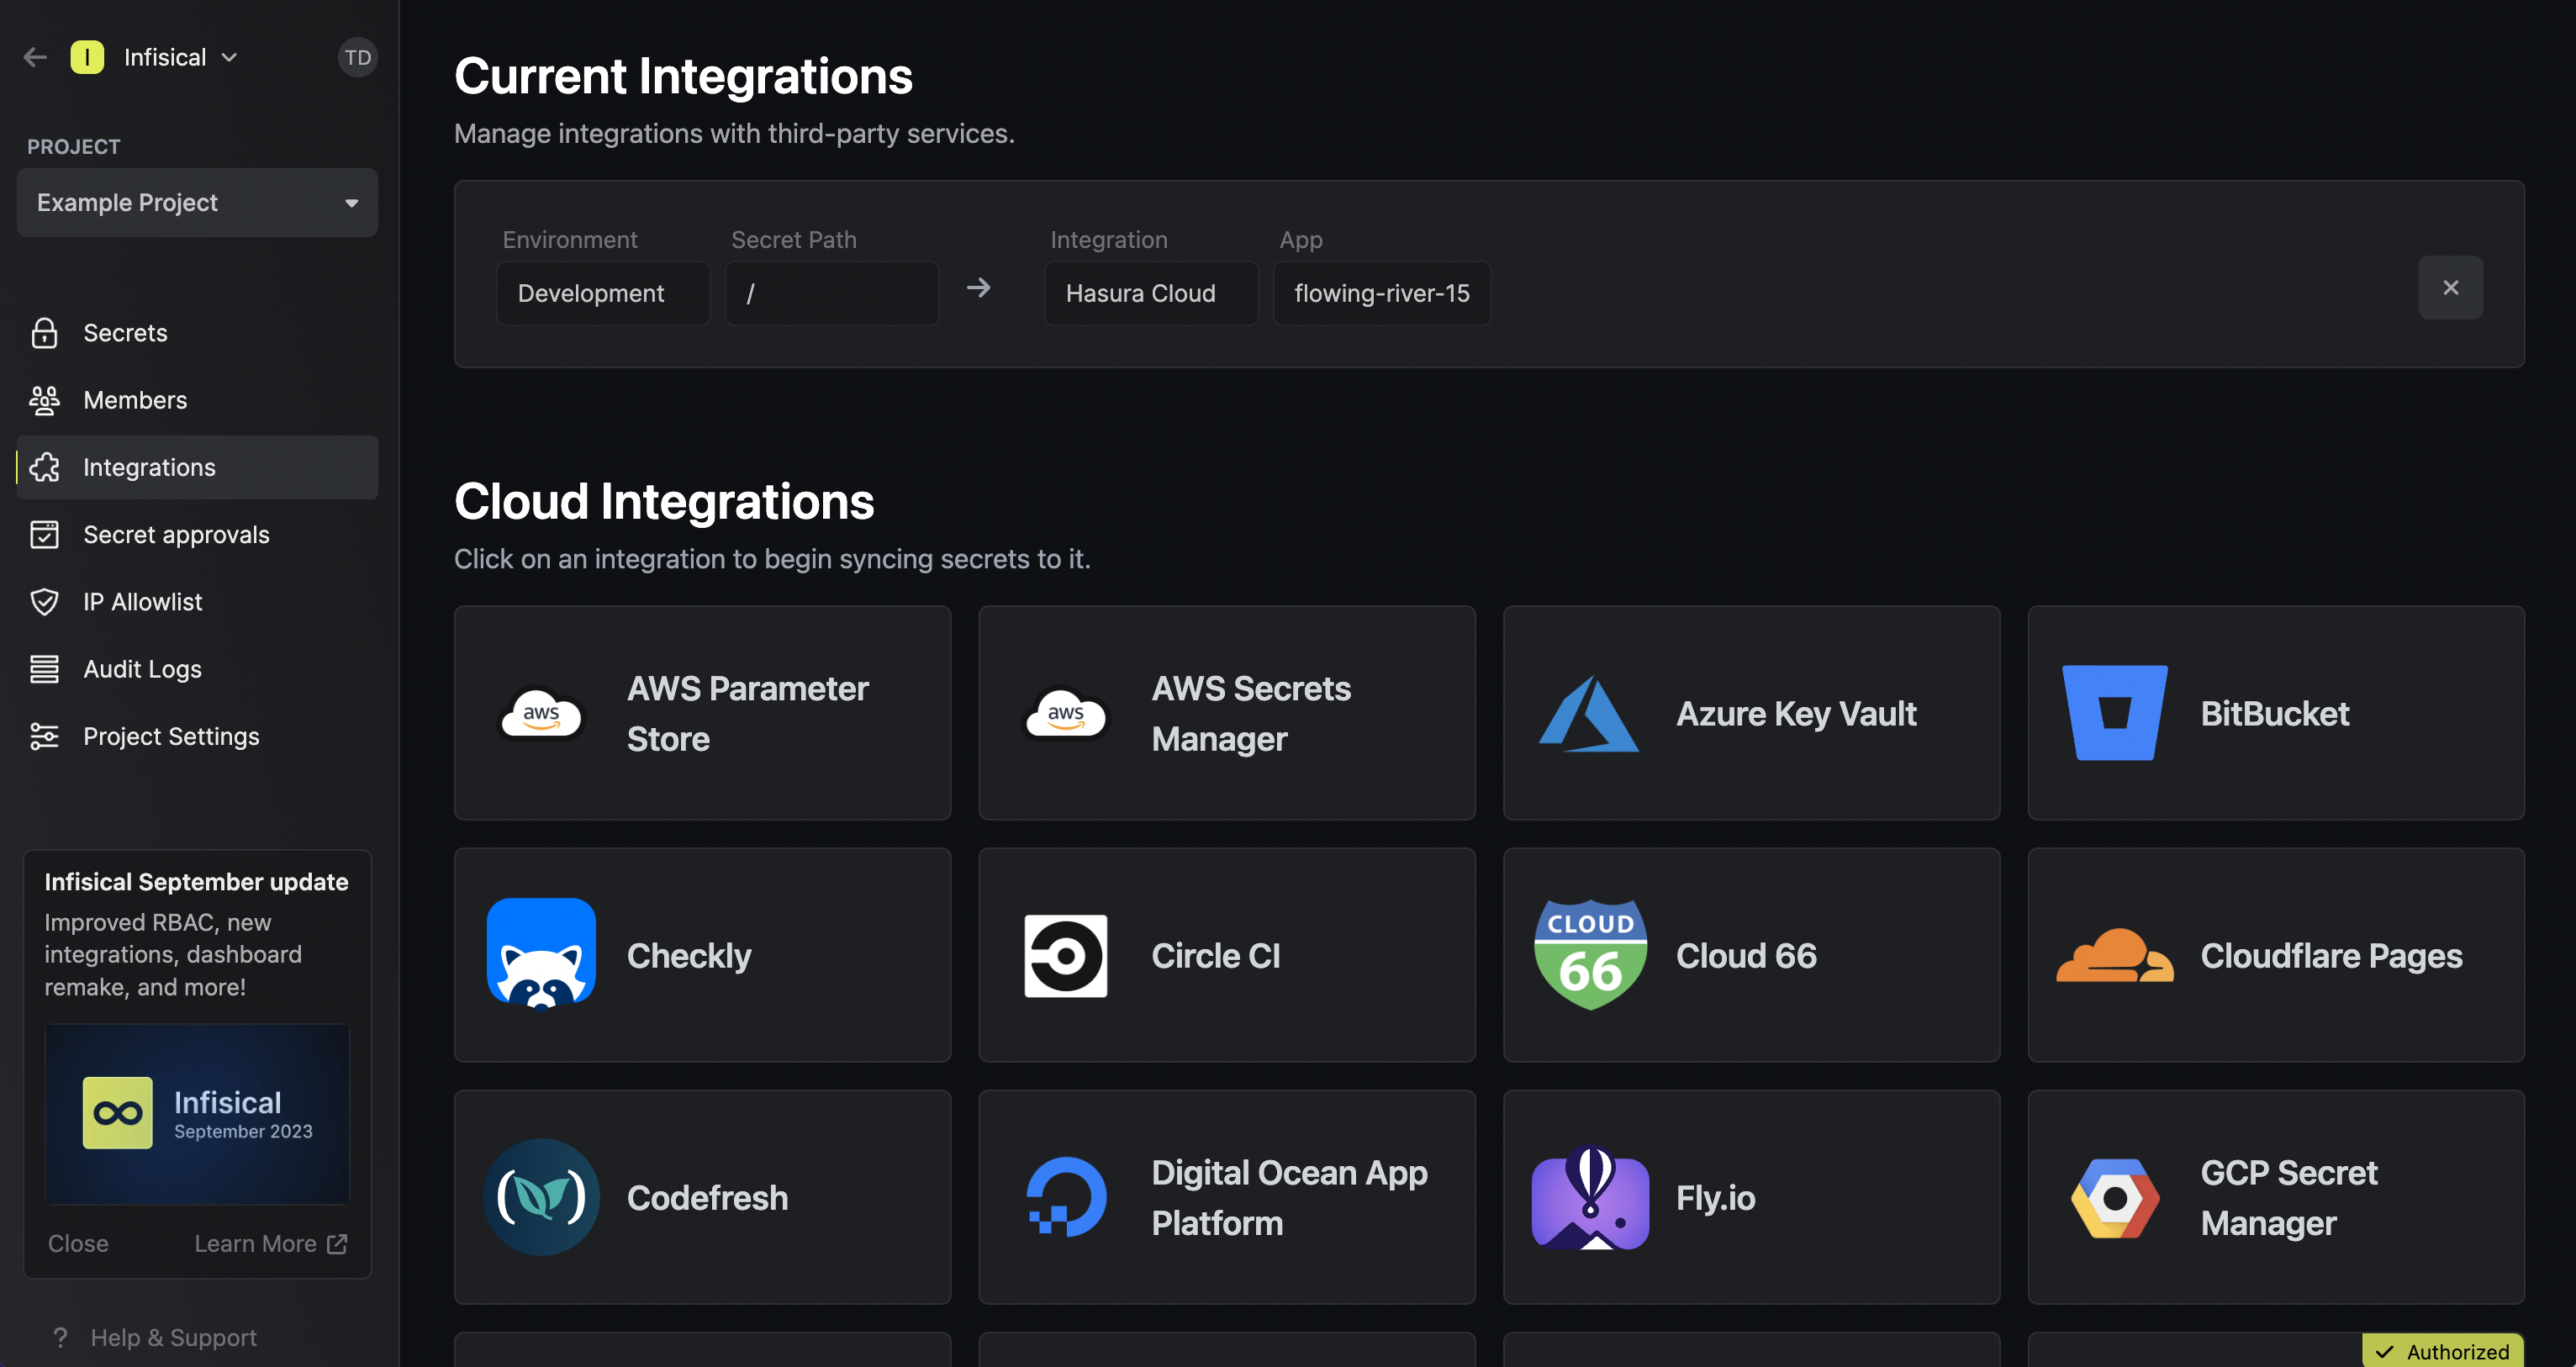 I
Infisical
TD
PROJECT
Example Project
Secrets
Members
Integrations
Secret approvals
IP Allowlist
Audit Logs
Project Settings
Infisical September update
Improved RBAC, new
integrations, dashboard
remake, and more!
Infisical
September 2023
Close
Learn More
? Help & Support
Current Integrations
Manage integrations with third-party services.
Environment
Secret Path
Integration
App
Development
/
Hasura Cloud
flowing-river-15
Cloud Integrations
Click on an integration to begin syncing secrets to it.
aws
AWS Parameter
Store
aws
AWS Secrets
Manager
Azure Key Vault
BitBucket
Checkly
Circle CI
CLOUD
66
Cloud 66
Cloudflare Pages
Codefresh
Digital Ocean App
Platform
Fly.io
GCP Secret
Manager
Authorized